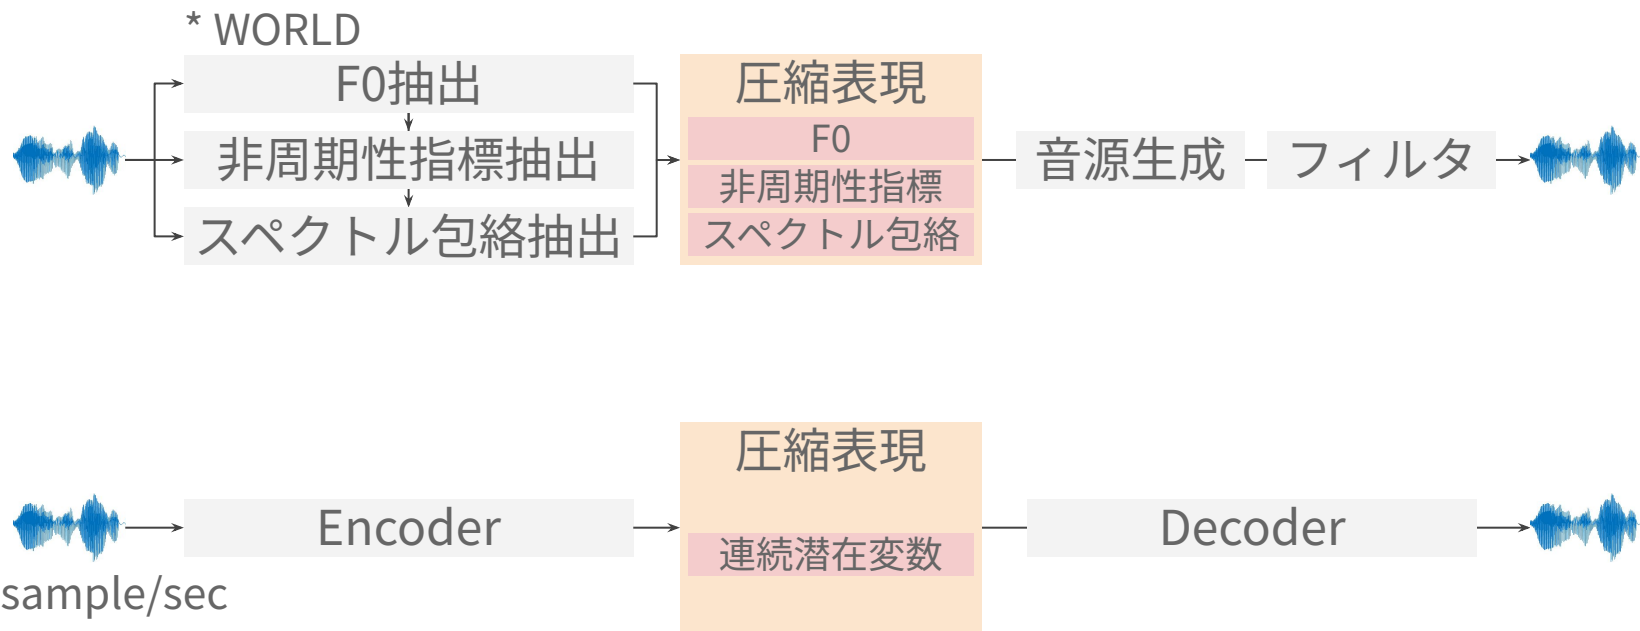 * WORLD
F0抽出
非周期性指標抽出
スペクトル包絡抽出
圧縮表現
F0
非周期性指標
スペクトル包絡
音源生成
フィルタ
Encoder
圧縮表現
連続潜在変数
Decoder
sample/sec